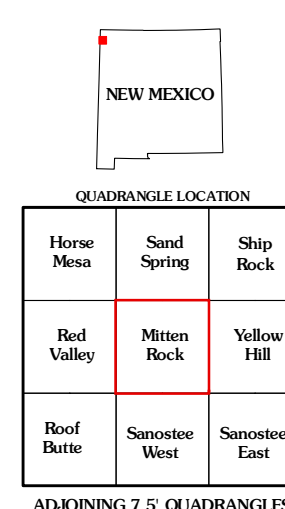 NEW MEXICO
QUADRANGLE LOCATION
Horse Mesa
Sand Spring
Ship Rock
Red Valley
Mitten Rock
Yellow Hill
Roof Butte
Sanostee West
Sanostee East
ADJOINING 7.5' QUADRANGLES